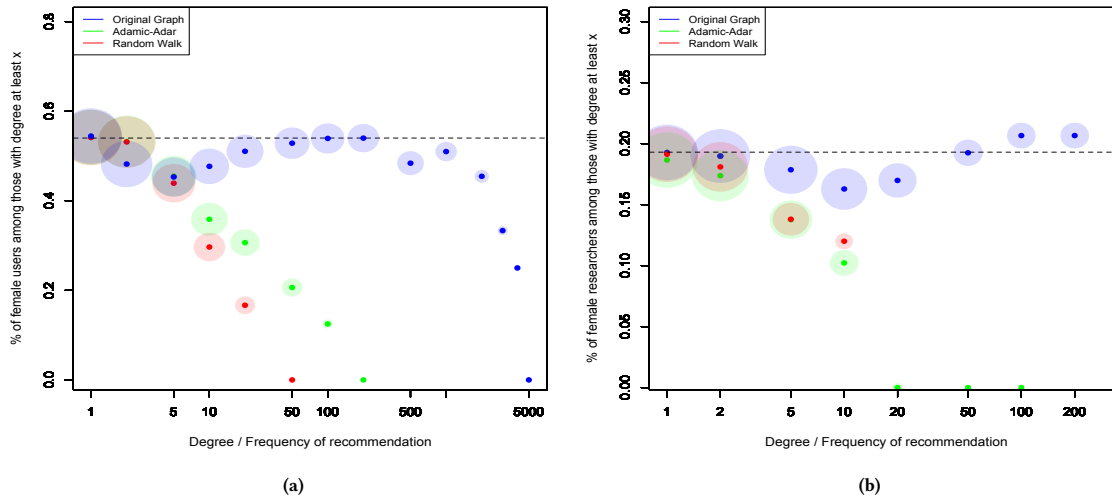 % of female users among those with degree at least x
0.8
0.6
0.4
0.2
0.0
Original Graph
Adamic-Adar
Random Walk
1 5 10 50 100 500 5000
Degree / Frequency of recommendation
(a)
% of female researchers among those with degree at least x
0.30
0.25
0.20
0.15
0.10
0.05
0.00
Original Graph
Adamic-Adar
Random Walk
1 2 5 10 20 50 100 200
Degree / Frequency of recommendation
(b)